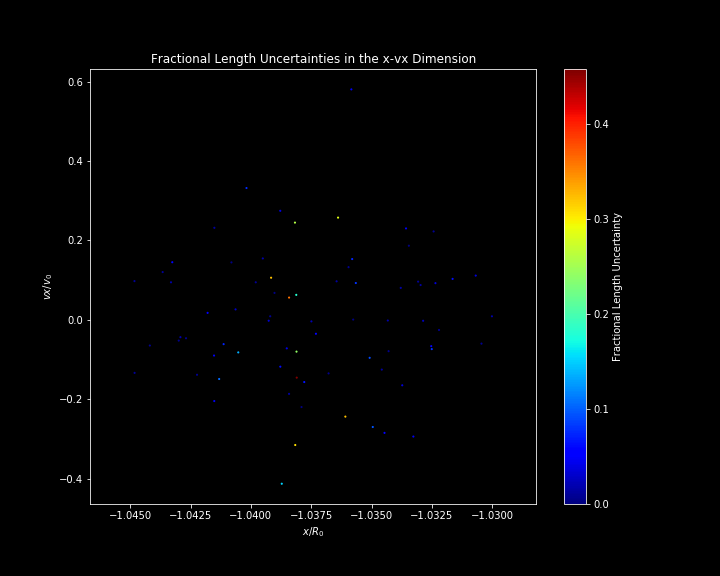 Fractional Length Uncertainties in the x-vx Dimension
0.6
0.4
0.2
0.0
−0.2
−0.4
vx/v₀
−1.0450 −1.0425 −1.0400 −1.0375 −1.0350 −1.0325 −1.0300
x/R₀
0.4
0.3
0.2
0.1
0.0
Fractional Length Uncertainty